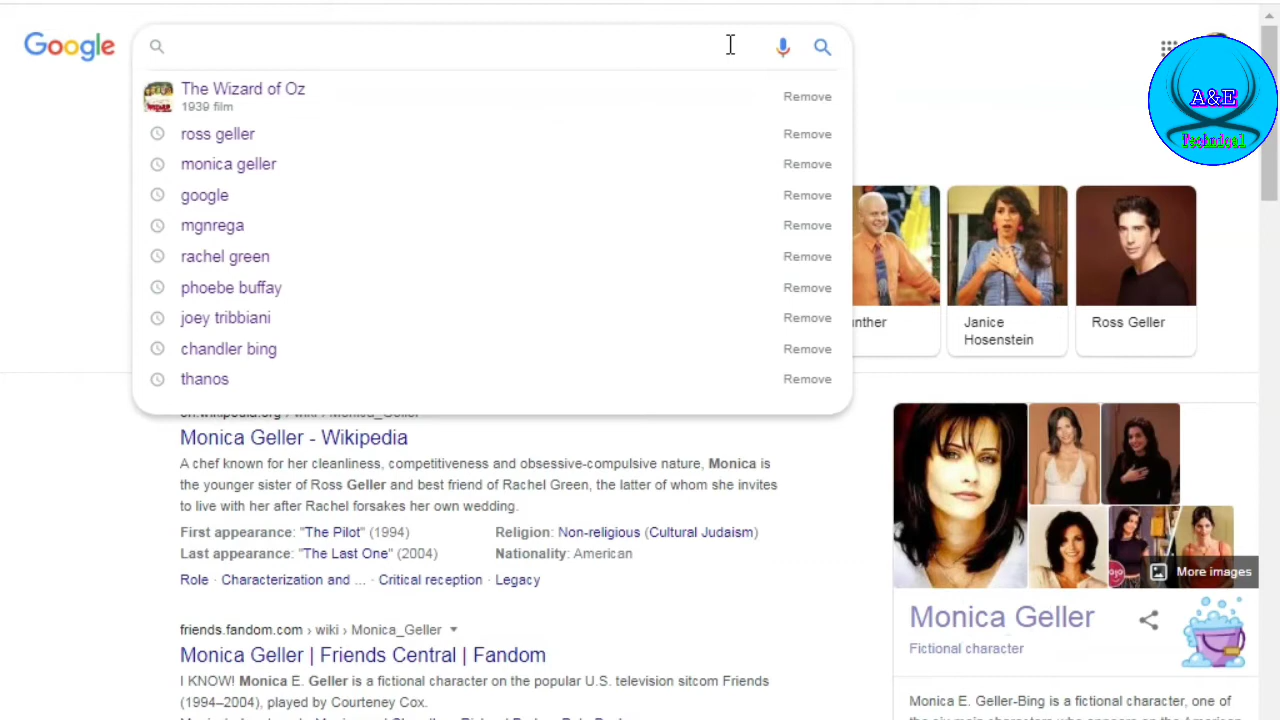 Google
The Wizard of Oz
Remove
1939 film
ross geller
Remove
monica geller
Remove
google
Remove
mgnrega
Remove
rachel green
Remove
phoebe buffay
Remove
joey tribbiani
Remove
chandler bing
Remove
thanos
Remove
A&E
Technical
Janice
Hosenstein
Ross Geller
Monica Geller - Wikipedia
A chef known for her cleanliness, competitiveness and obsessive-compulsive nature, Monica is
the younger sister of Ross Geller and best friend of Rachel Green, the latter of whom she invites
to live with her after Rachel forsakes her own wedding.
First appearance: "The Pilot" (1994)
Religion: Non-religious (Cultural Judaism)
Last appearance: "The Last One" (2004)
Nationality: American
Role · Characterization and ... · Critical reception · Legacy
friends.fandom.com › wiki › Monica_Geller
Monica Geller | Friends Central | Fandom
I KNOW! Monica E. Geller is a fictional character on the popular U.S. television sitcom Friends
(1994–2004), played by Courteney Cox.
More images
Monica Geller
Fictional character
Monica E. Geller-Bing is a fictional character, one of